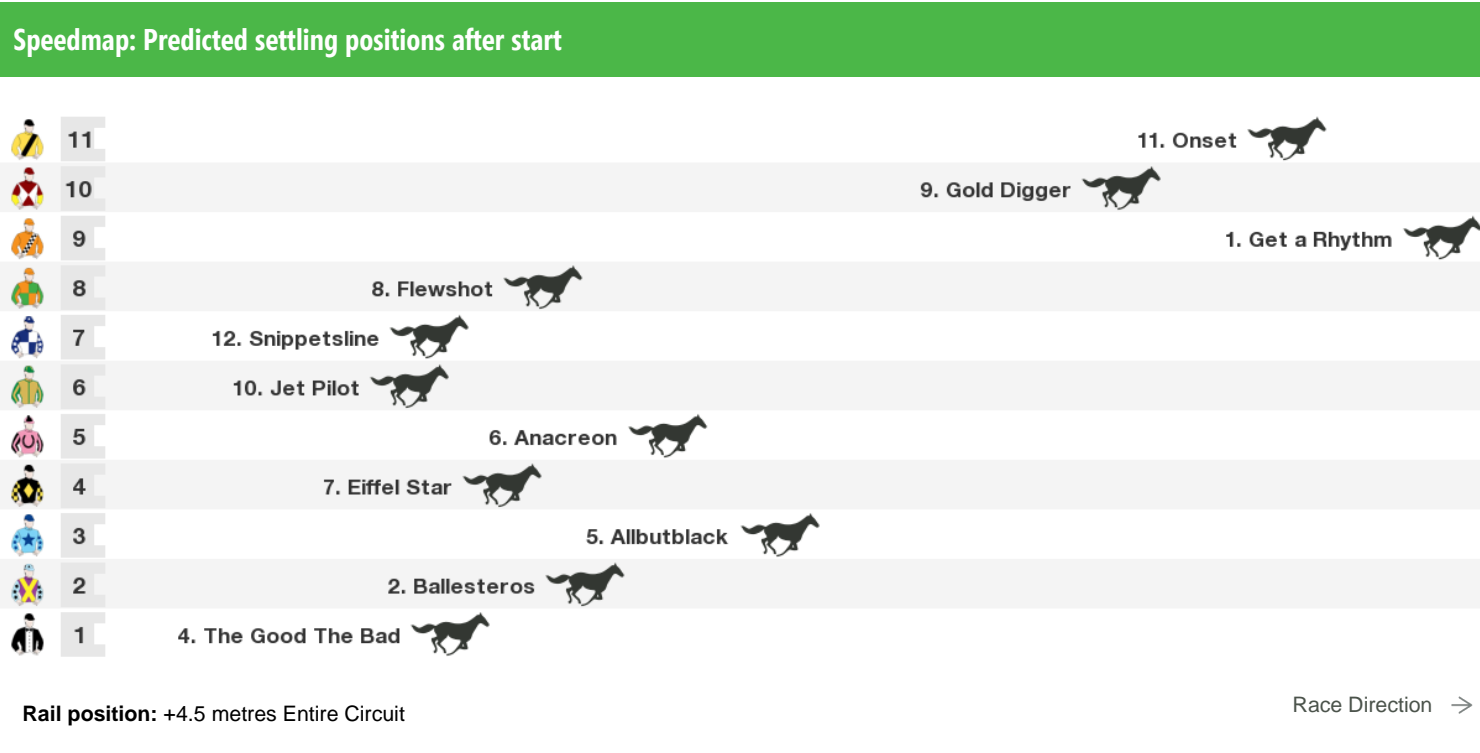 Speedmap: Predicted settling positions after start
11 11. Onset
10 9. Gold Digger
9 1. Get a Rhythm
8 8. Flewshot
7 12. Snippetsline
6 10. Jet Pilot
5 6. Anacreon
4 7. Eiffel Star
3 5. Allbutblack
2 2. Ballesteros
1 4. The Good The Bad
Rail position: +4.5 metres Entire Circuit
Race Direction →